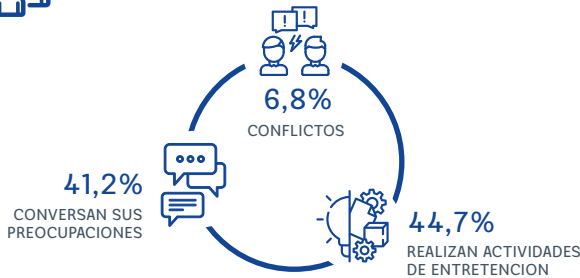 6,8%
CONFLICTOS
41,2%
CONVERSAN SUS
PREOCUPACIONES
44,7%
REALIZAN ACTIVIDADES
DE ENTRETENCION